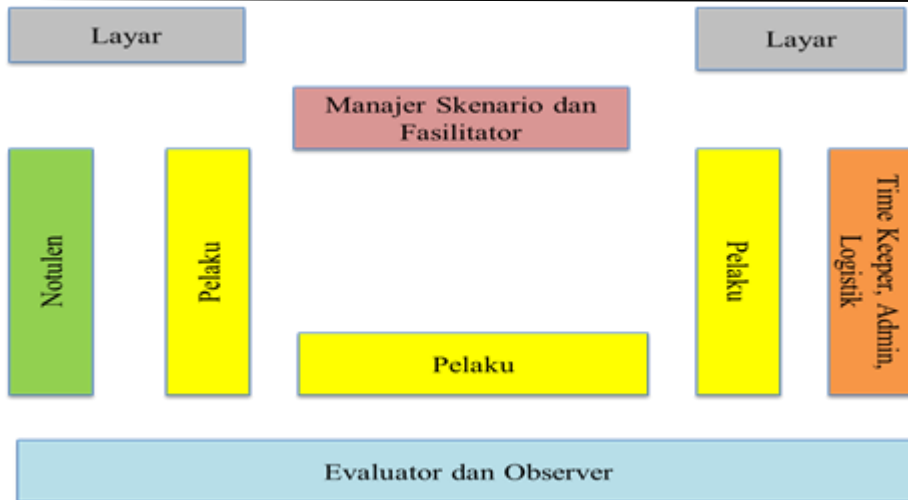 Layar
Layar
Manajer Skenario dan
Fasilitator
Notulen
Pelaku
Pelaku
Time Keeper, Admin,
Logistik
Pelaku
Evaluator dan Observer